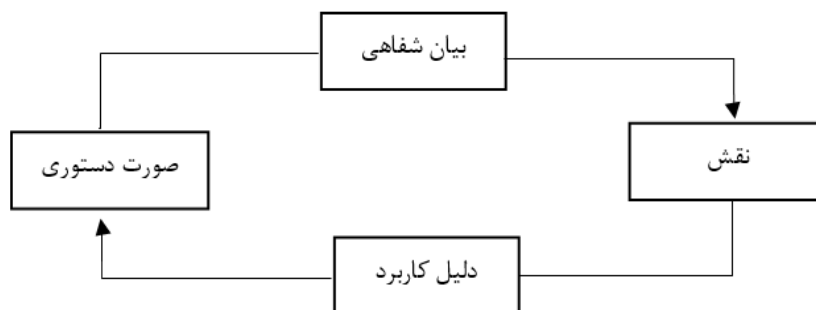 بیان شفاهی
نقش
صورت دستوری
دلیل کاربرد